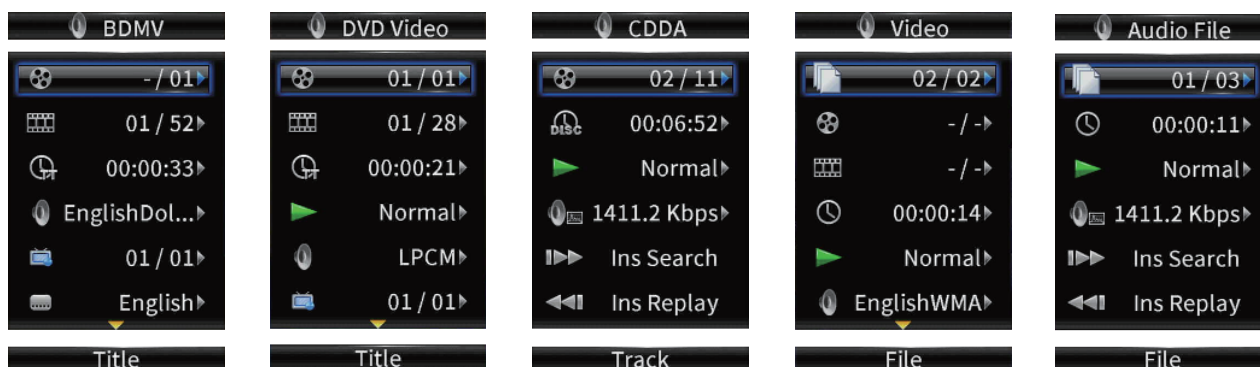 BDMV
- / 01
01 / 52
00:00:33
EnglishDol...
01 / 01
English
Title
DVD Video
01 / 01
01 / 28
00:00:21
Normal
LPCM
01 / 01
Title
CDDA
02 / 11
DISC
00:06:52
Normal
1411.2 Kbps
Ins Search
Ins Replay
Track
Video
02 / 02
- / -
- / -
00:00:14
Normal
EnglishWMA
File
Audio File
01 / 03
00:00:11
Normal
1411.2 Kbps
Ins Search
Ins Replay
File